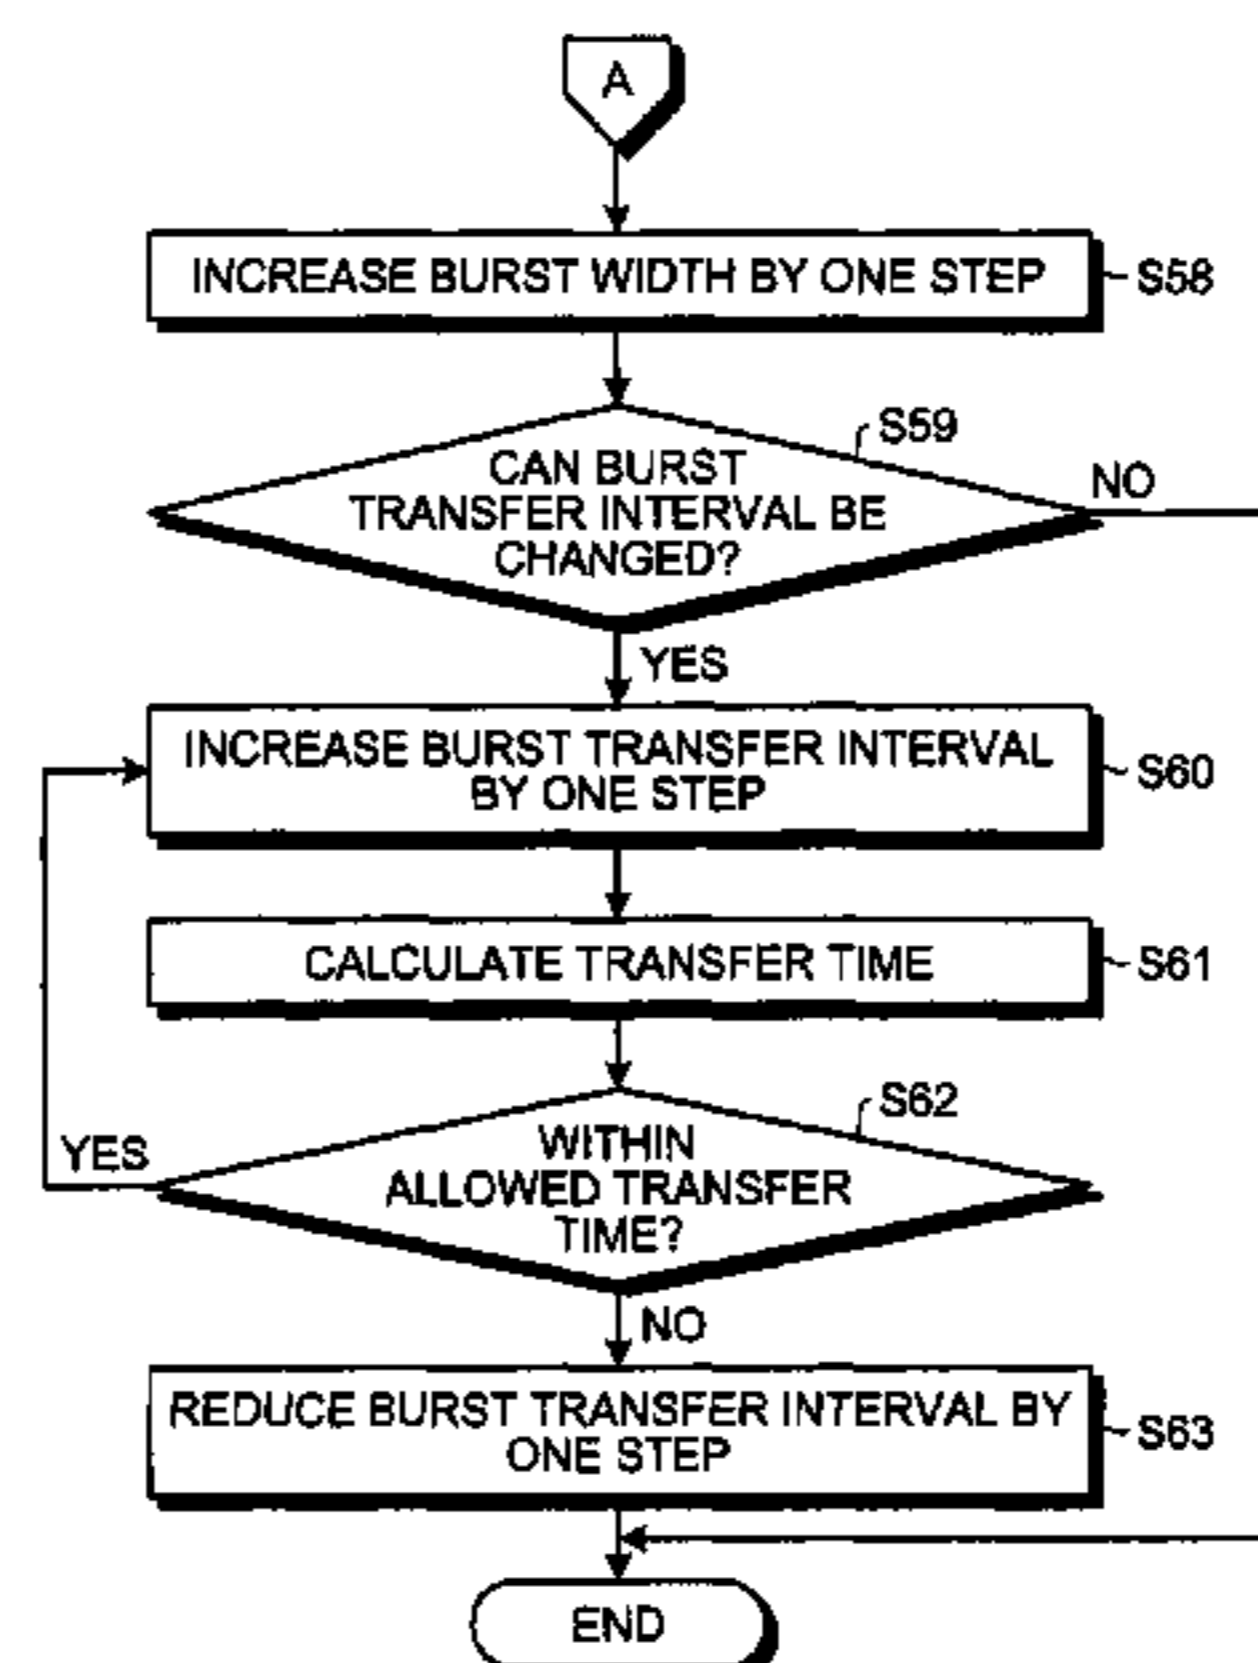 A
INCREASE BURST WIDTH BY ONE STEP
S58
S59
CAN BURST
TRANSFER INTERVAL BE
CHANGED?
NO
YES
INCREASE BURST TRANSFER INTERVAL
BY ONE STEP
S60
CALCULATE TRANSFER TIME
S61
S62
WITHIN
ALLOWED TRANSFER
TIME?
YES
NO
REDUCE BURST TRANSFER INTERVAL BY
ONE STEP
S63
END